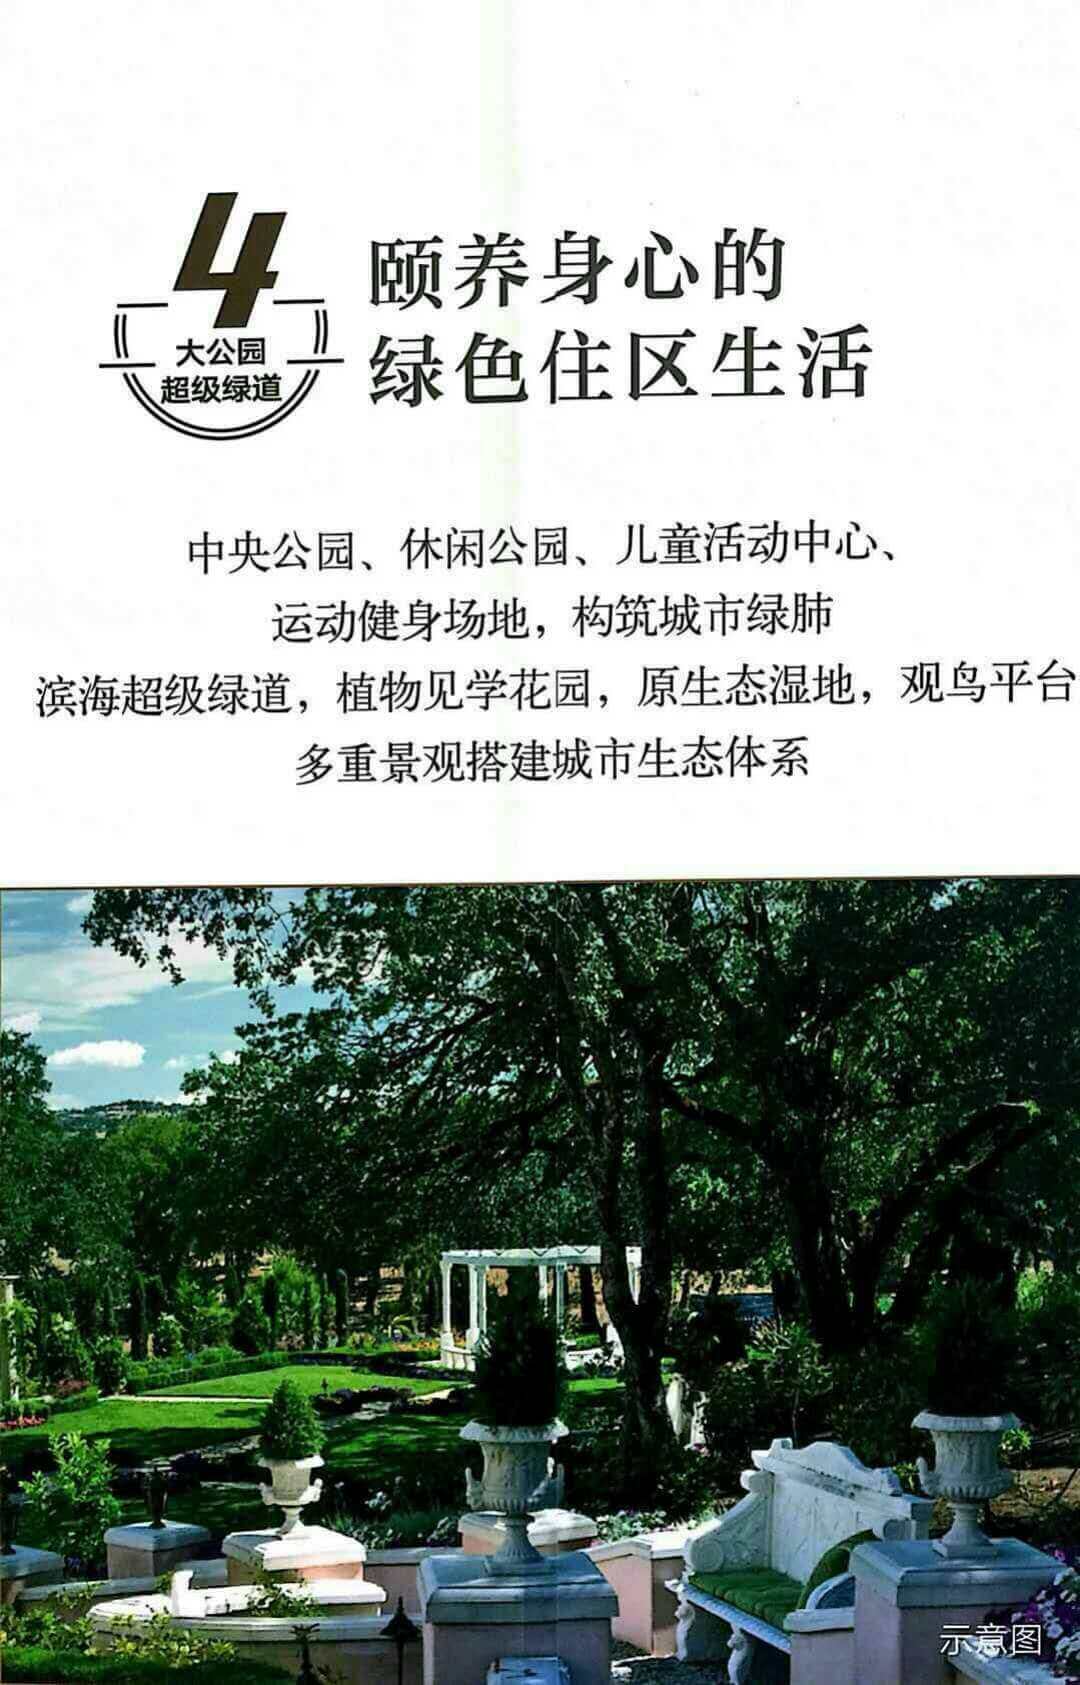 4
大公园
超级绿道
颐养身心的
绿色住区生活
中央公园、休闲公园、儿童活动中心、
运动健身场地，构筑城市绿肺
滨海超级绿道，植物见学花园，原生态湿地，观鸟平台
多重景观搭建城市生态体系
示意图